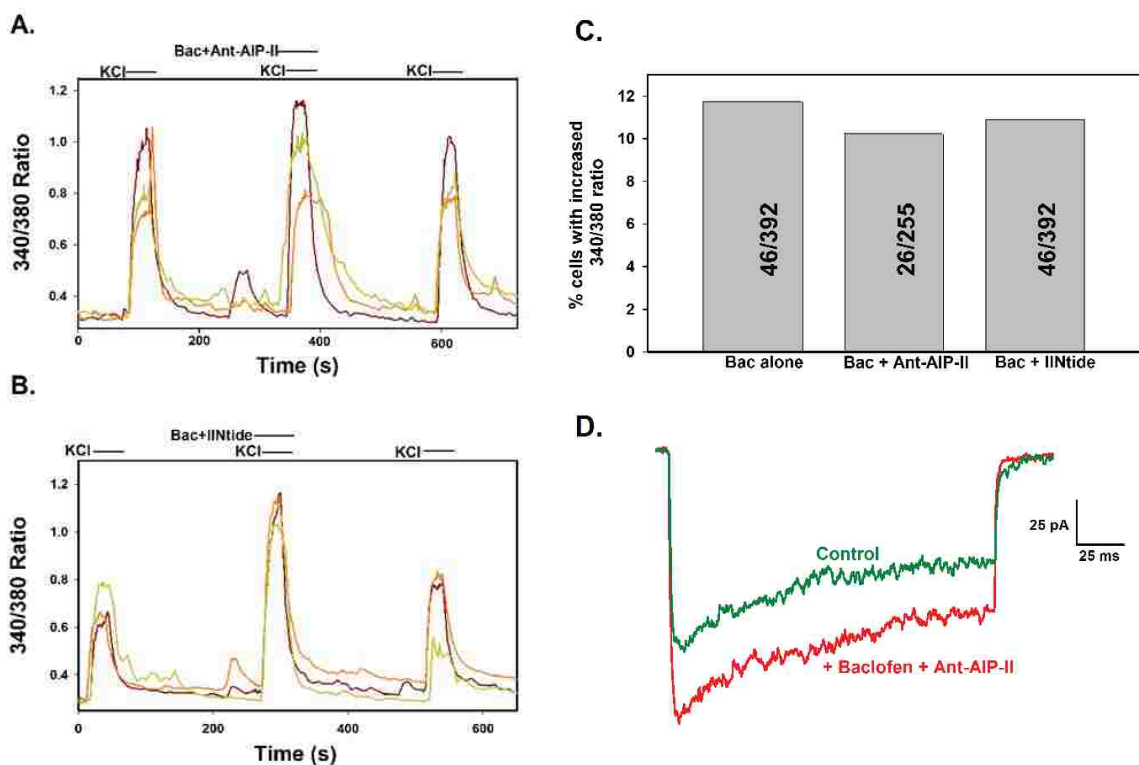 A.
Bac+Ant-AIP-II
KCl
KCl
KCl
1.2
1.0
0.8
0.6
0.4
340/380 Ratio
0
200
400
600
Time (s)
B.
Bac+IINtide
KCl
KCl
KCl
1.2
1.0
0.8
0.6
0.4
340/380 Ratio
0
200
400
600
Time (s)
C.
% cells with increased
340/380 ratio
12
10
8
6
4
2
0
46/392
26/255
46/392
Bac alone
Bac + Ant-AIP-II
Bac + IINtide
D.
Control
+ Baclofen + Ant-AIP-II
25 pA
25 ms